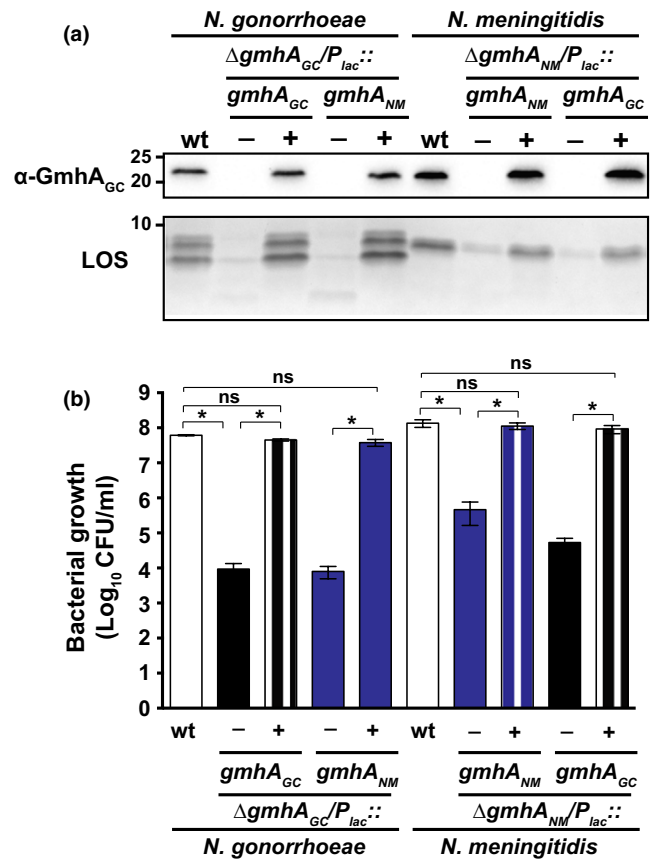 (a)
N. gonorrhoeae N. meningitidis
ΔgmhA_GC/P_lac:: ΔgmhA_NM/P_lac::
gmhA_GC gmhA_NM gmhA_NM gmhA_GC
wt – + – + wt – + – +
25
α-GmhA_GC 20
10
LOS
(b)
ns ns
ns ns
* * * * * *
9
8
7
6
5
4
3
2
1
0
Bacterial growth
(Log10 CFU/ml)
wt – + – + wt – + – +
gmhA_GC gmhA_NM gmhA_NM gmhA_GC
ΔgmhA_GC/P_lac:: ΔgmhA_NM/P_lac::
N. gonorrhoeae N. meningitidis